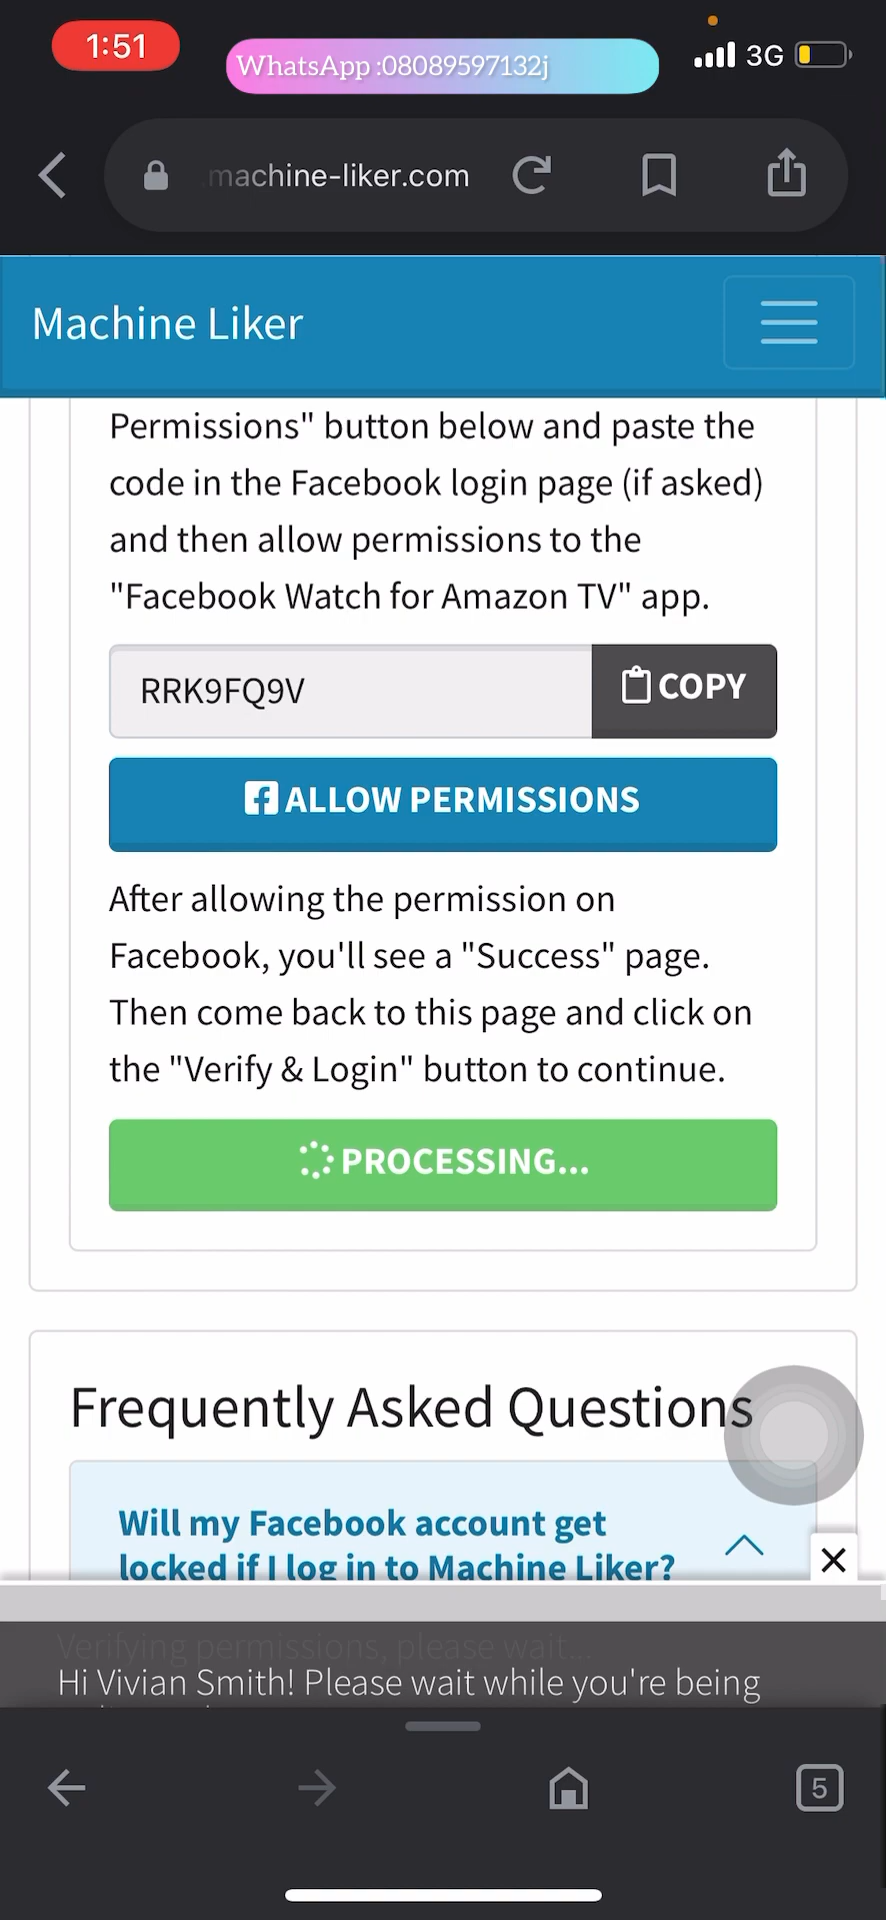 1:51
WhatsApp :08089597132j
3G
.machine-liker.com
Machine Liker
Permissions" button below and paste the
code in the Facebook login page (if asked)
and then allow permissions to the
"Facebook Watch for Amazon TV" app.
RRK9FQ9V
COPY
ALLOW PERMISSIONS
After allowing the permission on
Facebook, you'll see a "Success" page.
Then come back to this page and click on
the "Verify & Login" button to continue.
PROCESSING...
Frequently Asked Questions
Will my Facebook account get
locked if I log in to Machine Liker?
Verifying permissions, please wait...
Hi Vivian Smith! Please wait while you're being
5